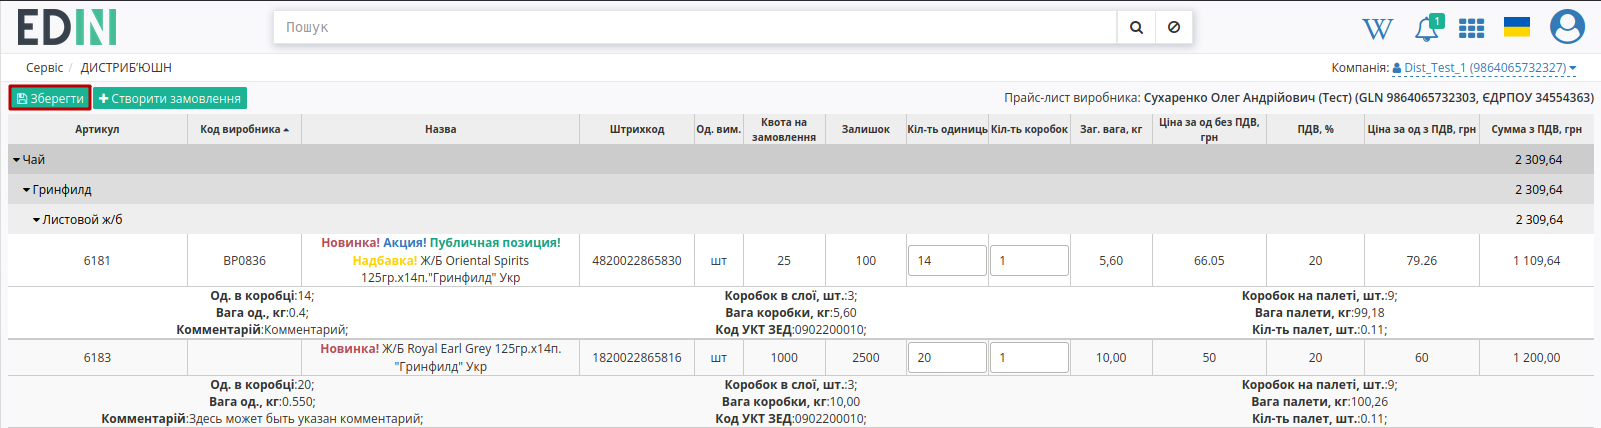 EDIN
Пошук
1
Сервіс / ДИСТРИБ'ЮШН
Компанія: Dist_Test_1 (9864065732327)
Зберегти
Створити замовлення
Прайс-лист виробника: Сухаренко Олег Андрійович (Тест) (GLN 9864065732303, ЄДРПОУ 34554363)
Артикул Код виробника Назва Штрихкод Од. вим. Квота на замовлення Залишок Кіл-ть одиниць Кіл-ть коробок Заг. вага, кг Ціна за од без ПДВ, грн ПДВ, % Ціна за од з ПДВ, грн Сумма з ПДВ, грн
Чай 2 309,64
Гринфилд 2 309,64
Листовой ж/б 2 309,64
Новинка! Акция! Публичная позиция!
6181 BP0836 Надбавка! Ж/Б Oriental Spirits 4820022865830 шт 25 100 14 1 5,60 66.05 20 79.26 1 109,64
125гр.х14п."Гринфилд" Укр
Од. в коробці:14; Коробок в слої, шт.:3; Коробок на палеті, шт.:9;
Вага од., кг:0.4; Вага коробки, кг:5,60 Вага палети, кг:99,18
Комментарій:Комментарий; Код УКТ ЗЕД:0902200010; Кіл-ть палет, шт.:0.11;
Новинка! Ж/Б Royal Earl Grey 125гр.х14п.
6183 1820022865816 шт 1000 2500 20 1 10,00 50 20 60 1 200,00
"Гринфилд" Укр
Од. в коробці:20; Коробок в слої, шт.:3; Коробок на палеті, шт.:9;
Вага од., кг:0.550; Вага коробки, кг:10,00 Вага палети, кг:100,26
Комментарій:Здесь может быть указан комментарий; Код УКТ ЗЕД:0902200010; Кіл-ть палет, шт.:0.11;